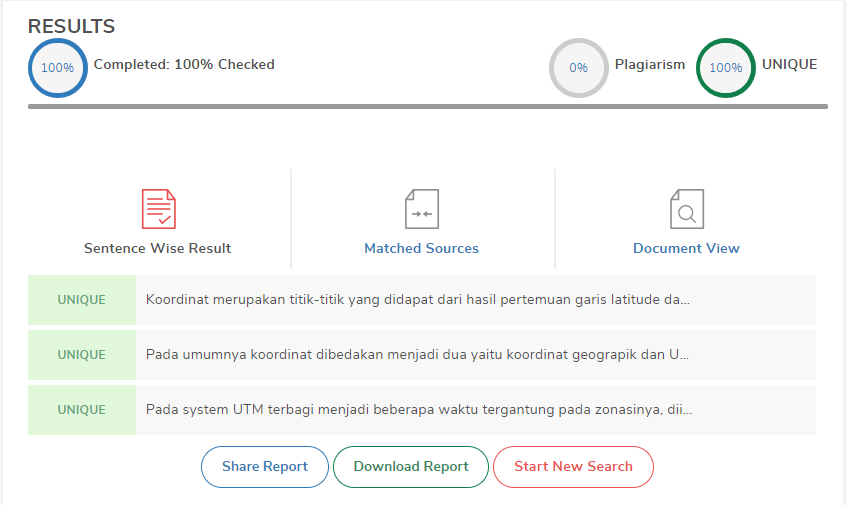 RESULTS
100% Completed: 100% Checked 0% Plagiarism 100% UNIQUE
Sentence Wise Result Matched Sources Document View
UNIQUE Koordinat merupakan titik-titik yang didapat dari hasil pertemuan garis latitude da...
UNIQUE Pada umumnya koordinat dibedakan menjadi dua yaitu koordinat geograpik dan U...
UNIQUE Pada system UTM terbagi menjadi beberapa waktu tergantung pada zonasinya, dii...
Share Report Download Report Start New Search